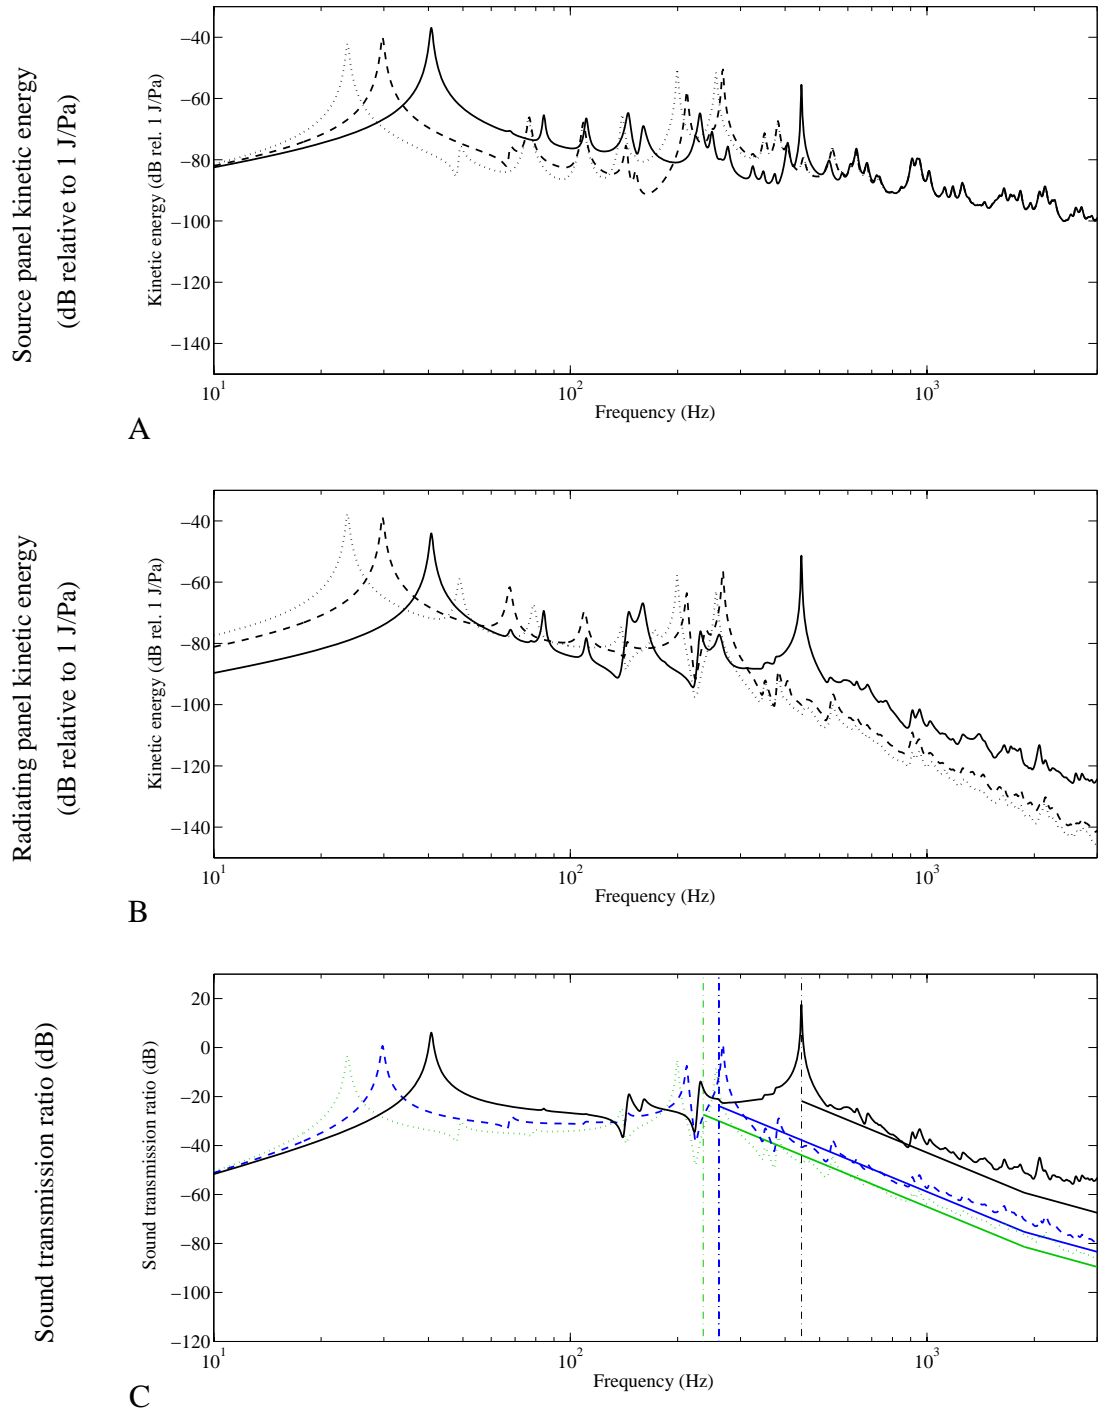 Source panel kinetic energy
(dB relative to 1 J/Pa)
Kinetic energy (dB rel. 1 J/Pa)
−40
−60
−80
−100
−120
−140
10^1
10^2
10^3
Frequency (Hz)
A
Radiating panel kinetic energy
(dB relative to 1 J/Pa)
Kinetic energy (dB rel. 1 J/Pa)
−40
−60
−80
−100
−120
−140
10^1
10^2
10^3
Frequency (Hz)
B
Sound transmission ratio (dB)
Sound transmission ratio (dB)
20
0
−20
−40
−60
−80
−100
−120
10^1
10^2
10^3
Frequency (Hz)
C